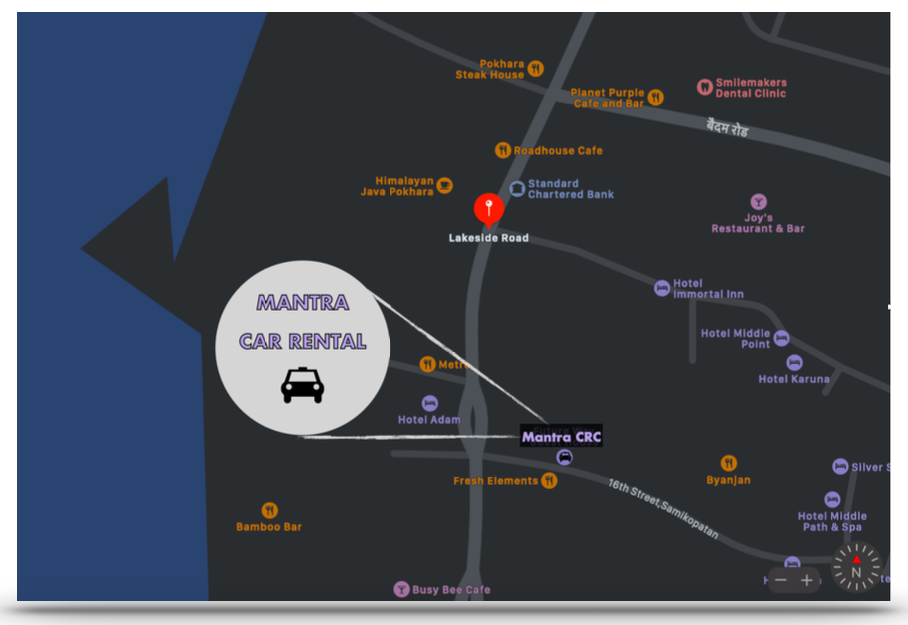 Pokhara
Steak House
Planet Purple
Cafe and Bar
Smilemakers
Dental Clinic
बैदम रोड
Roadhouse Cafe
Himalayan
Java Pokhara
Standard
Chartered Bank
Joy's
Restaurant & Bar
Lakeside Road
Hotel
Immortal Inn
MANTRA
CAR RENTAL
Hotel Middle
Point
Metro
Hotel Karuna
Hotel Adam
Mantra CRC
Fresh Elements
16th Street,Samikopatan
Byanjan
Silver S
Bamboo Bar
Hotel Middle
Path & Spa
N
Busy Bee Cafe